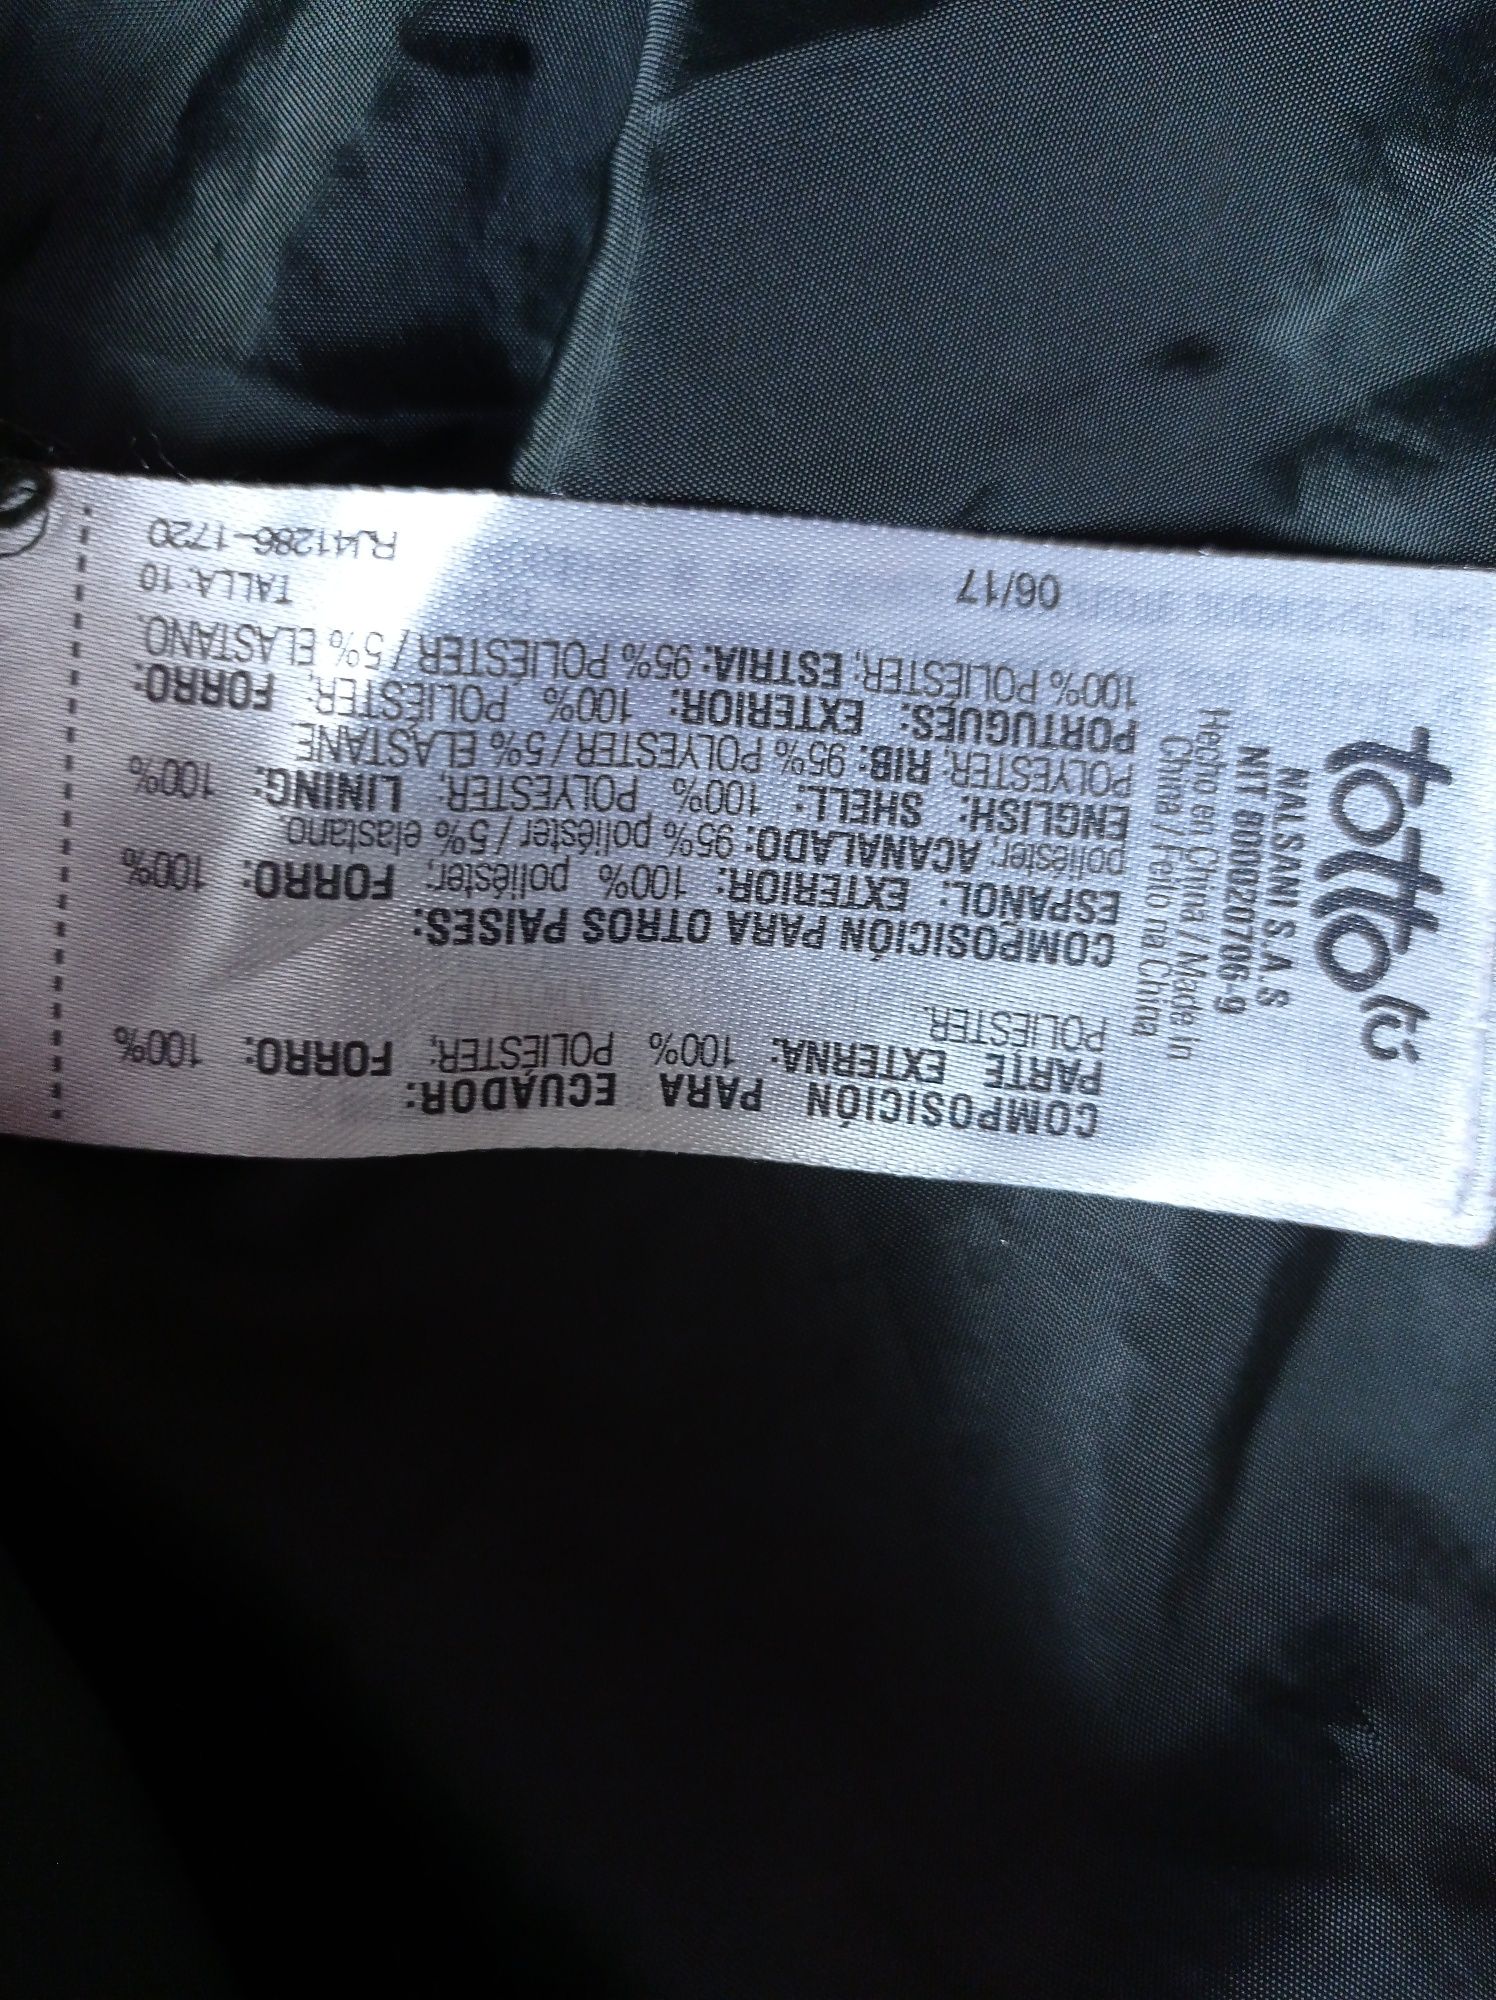 totto
NALSANI S.A.S
NIT 800020706-9
Hecho en China / Made In
China / Feito na China
COMPOSICIÓN PARA ECUADOR:
PARTE EXTERNA: 100% POLIÉSTER; FORRO: 100%
POLIÉSTER.
COMPOSICIÓN PARA OTROS PAISES:
ESPAÑOL: EXTERIOR: 100% poliéster; FORRO: 100%
poliéster; ACANALADO: 95% poliéster / 5% elastano.
ENGLISH: SHELL: 100% POLYESTER; LINING: 100%
POLYESTER; RIB: 95% POLYESTER / 5% ELASTANE
PORTUGUÉS: EXTERIOR: 100% POLIÉSTER; FORRO:
100% POLIÉSTER; ESTRIA: 95% POLIÉSTER / 5% ELASTANO.
TALLA: 10
06/17
RJ41286-1720